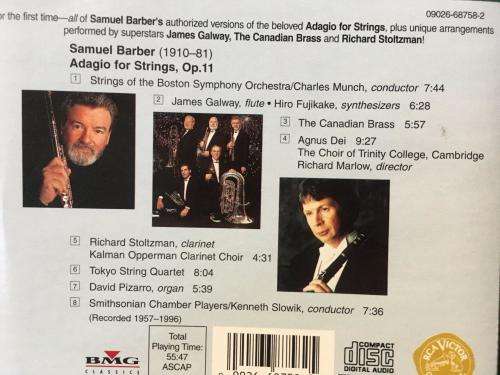 09026-68758-2
the first time—all of Samuel Barber's authorized versions of the beloved Adagio for Strings, plus unique arrangements
performed by superstars James Galway, The Canadian Brass and Richard Stoltzman!
Samuel Barber (1910–81)
Adagio for Strings, Op.11
1 Strings of the Boston Symphony Orchestra/Charles Munch, conductor 7:44
2 James Galway, flute • Hiro Fujikake, synthesizers 6:28
3 The Canadian Brass 5:57
4 Agnus Dei 9:27
The Choir of Trinity College, Cambridge
Richard Marlow, director
5 Richard Stoltzman, clarinet
Kalman Opperman Clarinet Choir 4:31
6 Tokyo String Quartet 8:04
7 David Pizarro, organ 5:39
8 Smithsonian Chamber Players/Kenneth Slowik, conductor 7:36
(Recorded 1957–1996)
BMG
CLASSICS
Total
Playing Time:
55:47
ASCAP
COMPACT
disc
DIGITAL AUDIO
RCA VICTOR